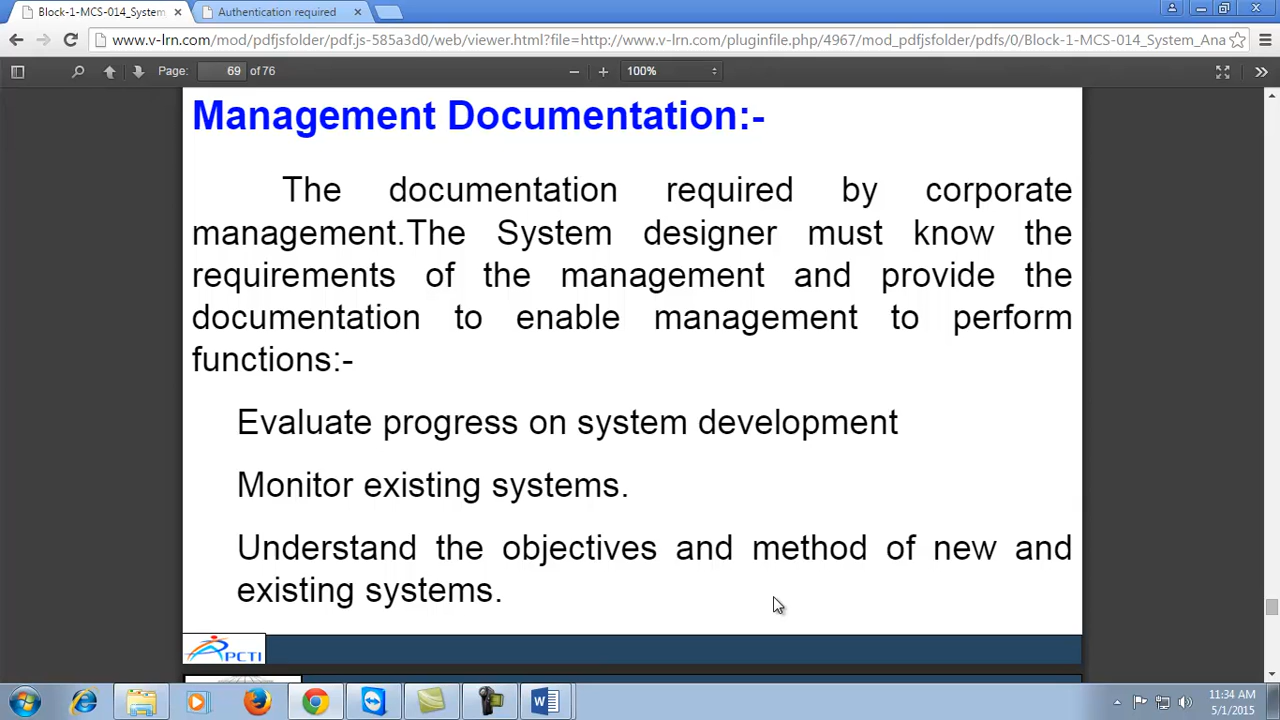 Block-1-MCS-014_System
Authentication required
www.v-lrn.com/mod/pdfjsfolder/pdf.js-585a3d0/web/viewer.html?file=http://www.v-lrn.com/pluginfile.php/4967/mod_pdfjsfolder/pdfs/0/Block-1-MCS-014_System_Ana
Page: 69 of 76 100%
Management Documentation:-
The documentation required by corporate
management.The System designer must know the
requirements of the management and provide the
documentation to enable management to perform
functions:-
Evaluate progress on system development
Monitor existing systems.
Understand the objectives and method of new and
existing systems.
PCTI
11:34 AM
5/1/2015